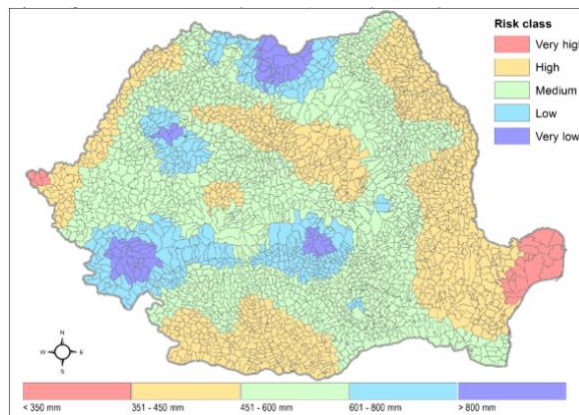 Risk class
Very high
High
Medium
Low
Very low
N
E
S
< 350 mm
351 - 450 mm
451 - 600 mm
601 - 800 mm
> 800 mm